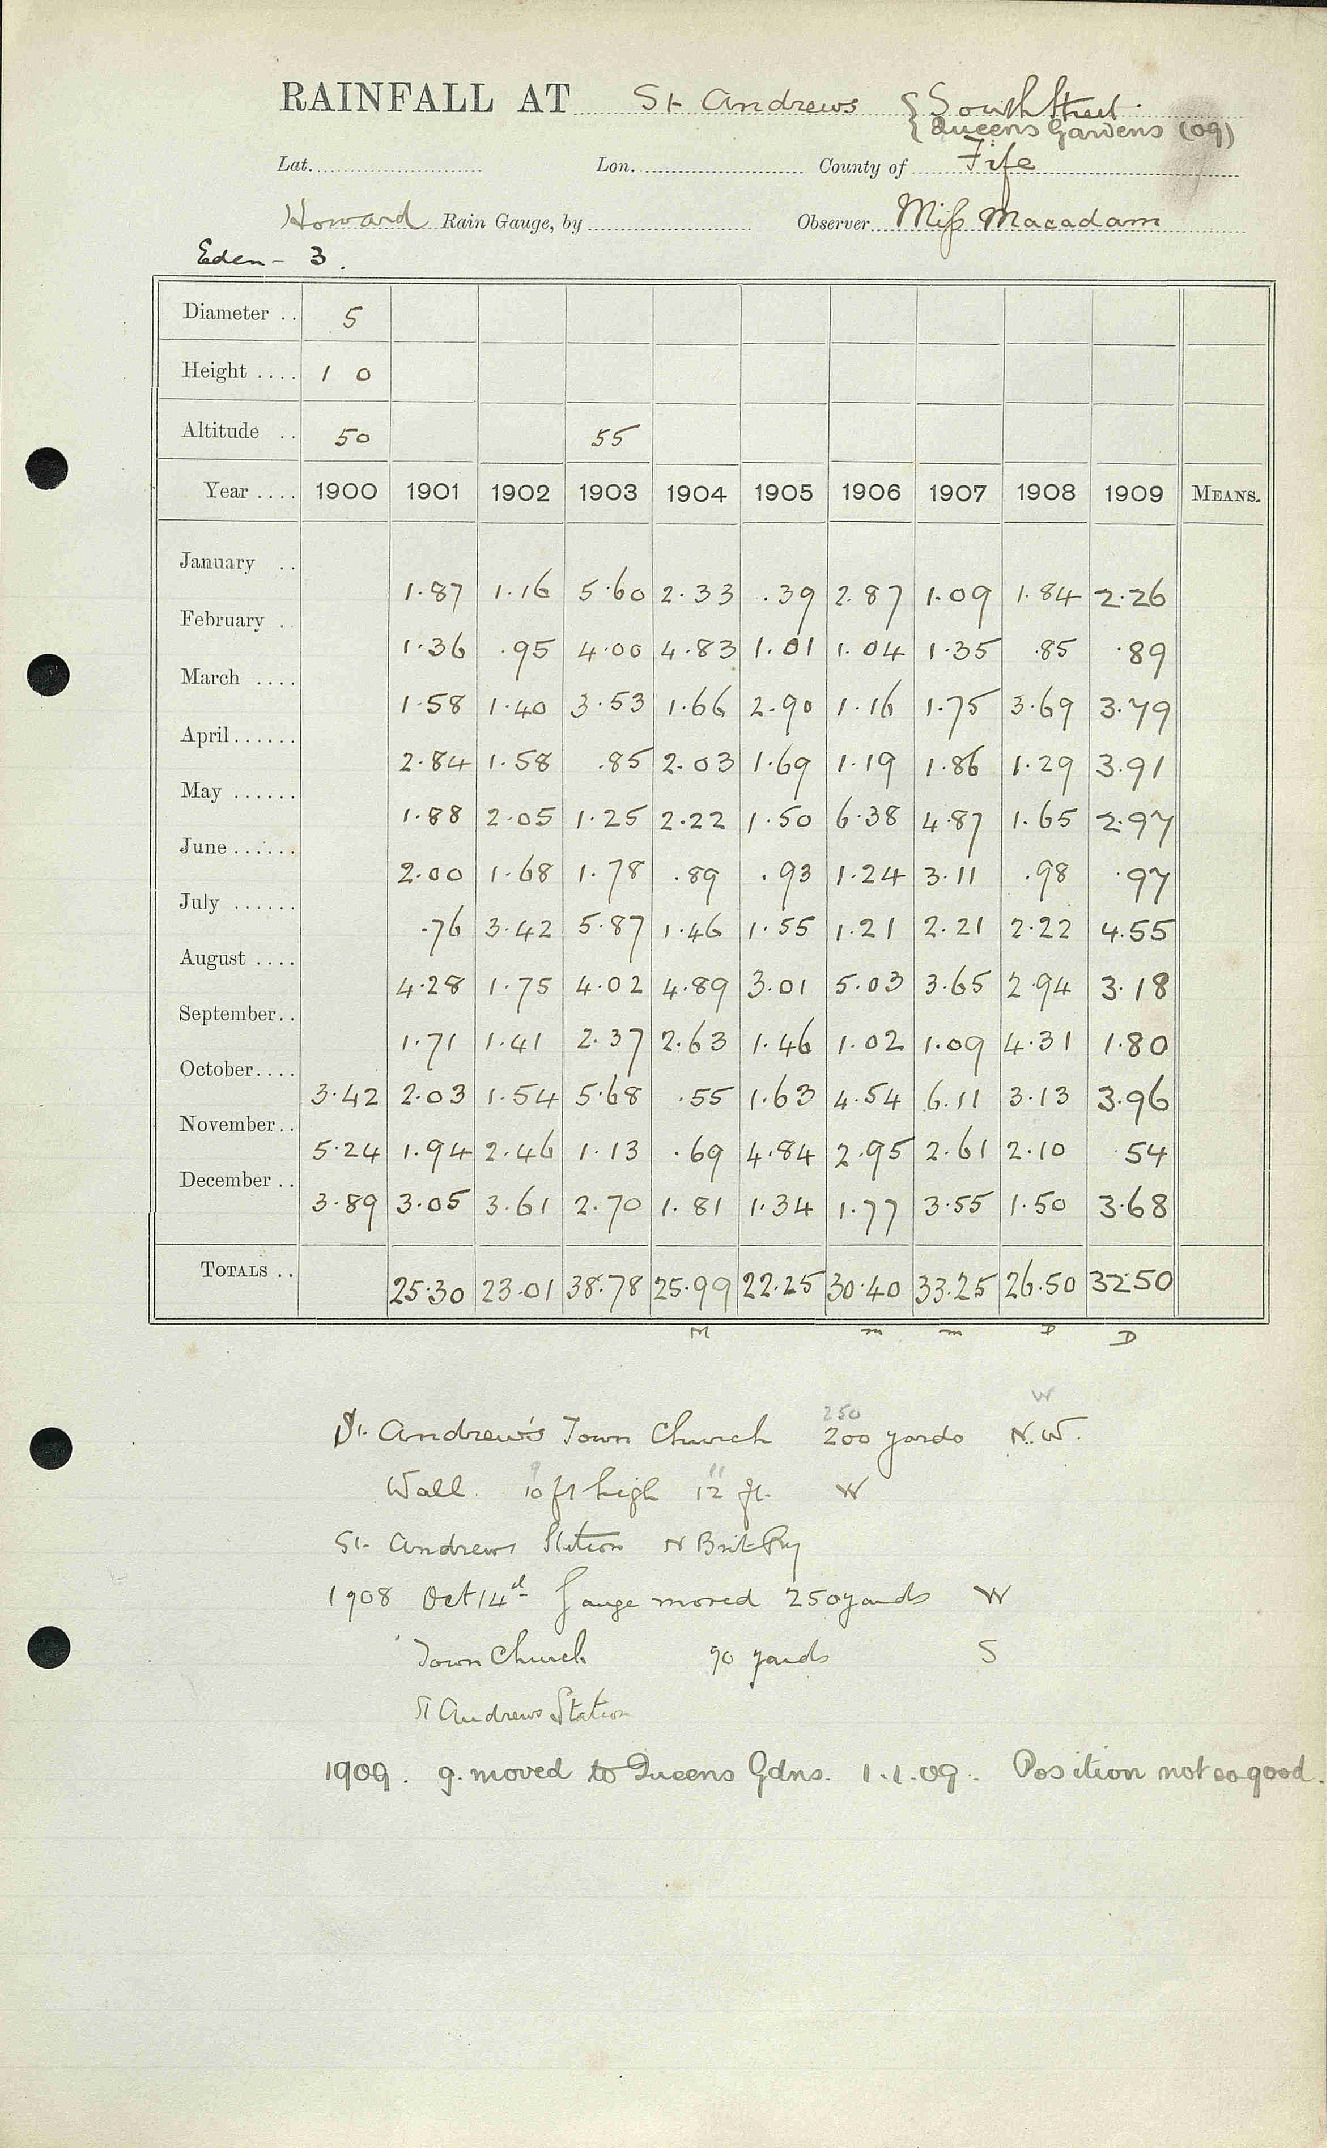 RAINFALL AT St Andrews { South Street
{ Queens Gardens (09)
Lat. Lon. County of Fife
Howard Rain Gauge, by Observer Miss Macadam
Eden - 3.
Diameter .. 5
Height .... 1 0
Altitude .. 50 55
Year .... 1900 1901 1902 1903 1904 1905 1906 1907 1908 1909 MEANS.
January .. 1.87 1.16 5.60 2.33 .39 2.87 1.09 1.84 2.26
February . 1.36 .95 4.00 4.83 1.01 1.04 1.35 .85 .89
March .... 1.58 1.40 3.53 1.66 2.90 1.16 1.75 3.69 3.79
April...... 2.84 1.58 .85 2.03 1.69 1.19 1.86 1.29 3.91
May ...... 1.88 2.05 1.25 2.22 1.50 6.38 4.87 1.65 2.97
June ...... 2.00 1.68 1.78 .89 .93 1.24 3.11 .98 .97
July ...... .76 3.42 5.87 1.46 1.55 1.21 2.21 2.22 4.55
August .... 4.28 1.75 4.02 4.89 3.01 5.03 3.65 2.94 3.18
September.. 1.71 1.41 2.37 2.63 1.46 1.02 1.09 4.31 1.80
October.... 3.42 2.03 1.54 5.68 .55 1.63 4.54 6.11 3.13 3.96
November.. 5.24 1.94 2.46 1.13 .69 4.84 2.95 2.61 2.10 .54
December .. 3.89 3.05 3.61 2.70 1.81 1.34 1.77 3.55 1.50 3.68
TOTALS .. 25.30 23.01 38.78 25.99 22.25 30.40 33.25 26.50 32.50
M m m D D
250 W
St. Andrew's Town Church 200 yards N.W.
9 11
Wall. 10 ft high 12 ft. W
St. Andrews Station N Brit Ry
1908 Oct 14th Gauge moved 250 yards W
Town Church 90 yards S
St Andrews Station
1909. g. moved to Queens Gdns. 1.1.09. Position not so good.